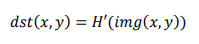 dst(x, y) = H′(img(x, y))